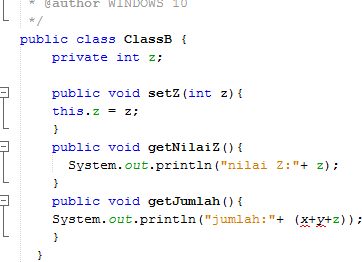 * @author WINDOWS 10
*/
public class ClassB {
private int z;
public void setZ(int z){
this.z = z;
}
public void getNilaiZ(){
System.out.println("nilai Z:"+ z);
}
public void getJumlah(){
System.out.println("jumlah:"+ (x+y+z));
}
}